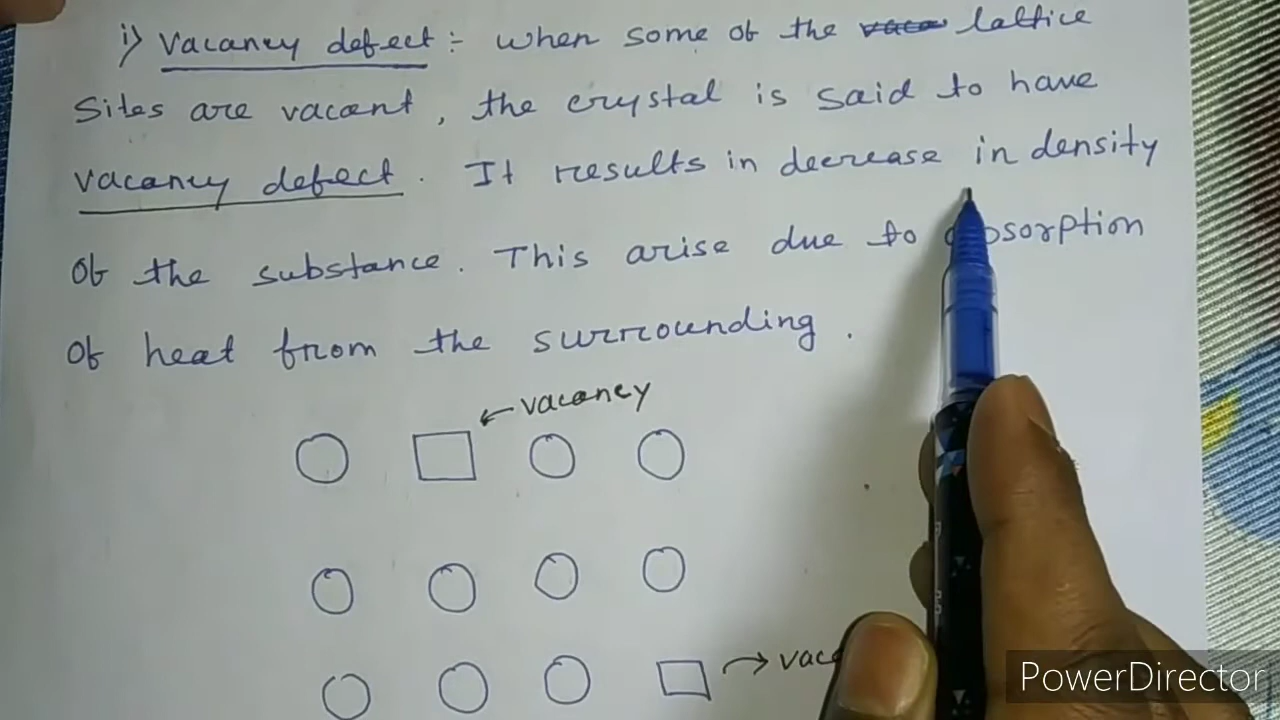 i) Vacancy defect :- When some of the lattice
Sites are vacant, the crystal is said to have
vacancy defect. It results in decrease in density
of the substance. This arise due to absorption
of heat from the surrounding.
vacancy
PowerDirector